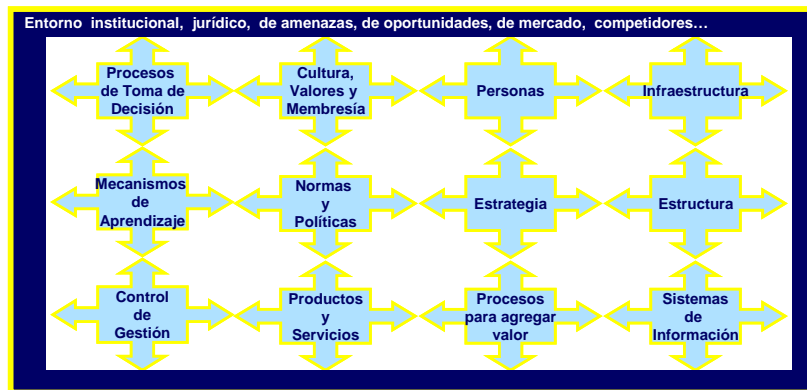 Entorno institucional, jurídico, de amenazas, de oportunidades, de mercado, competidores...
Procesos
de Toma de
Decisión
Cultura,
Valores y
Membresía
Personas
Infraestructura
Mecanismos
de
Aprendizaje
Normas
y
Políticas
Estrategia
Estructura
Control
de
Gestión
Productos
y
Servicios
Procesos
para agregar
valor
Sistemas
de
Información